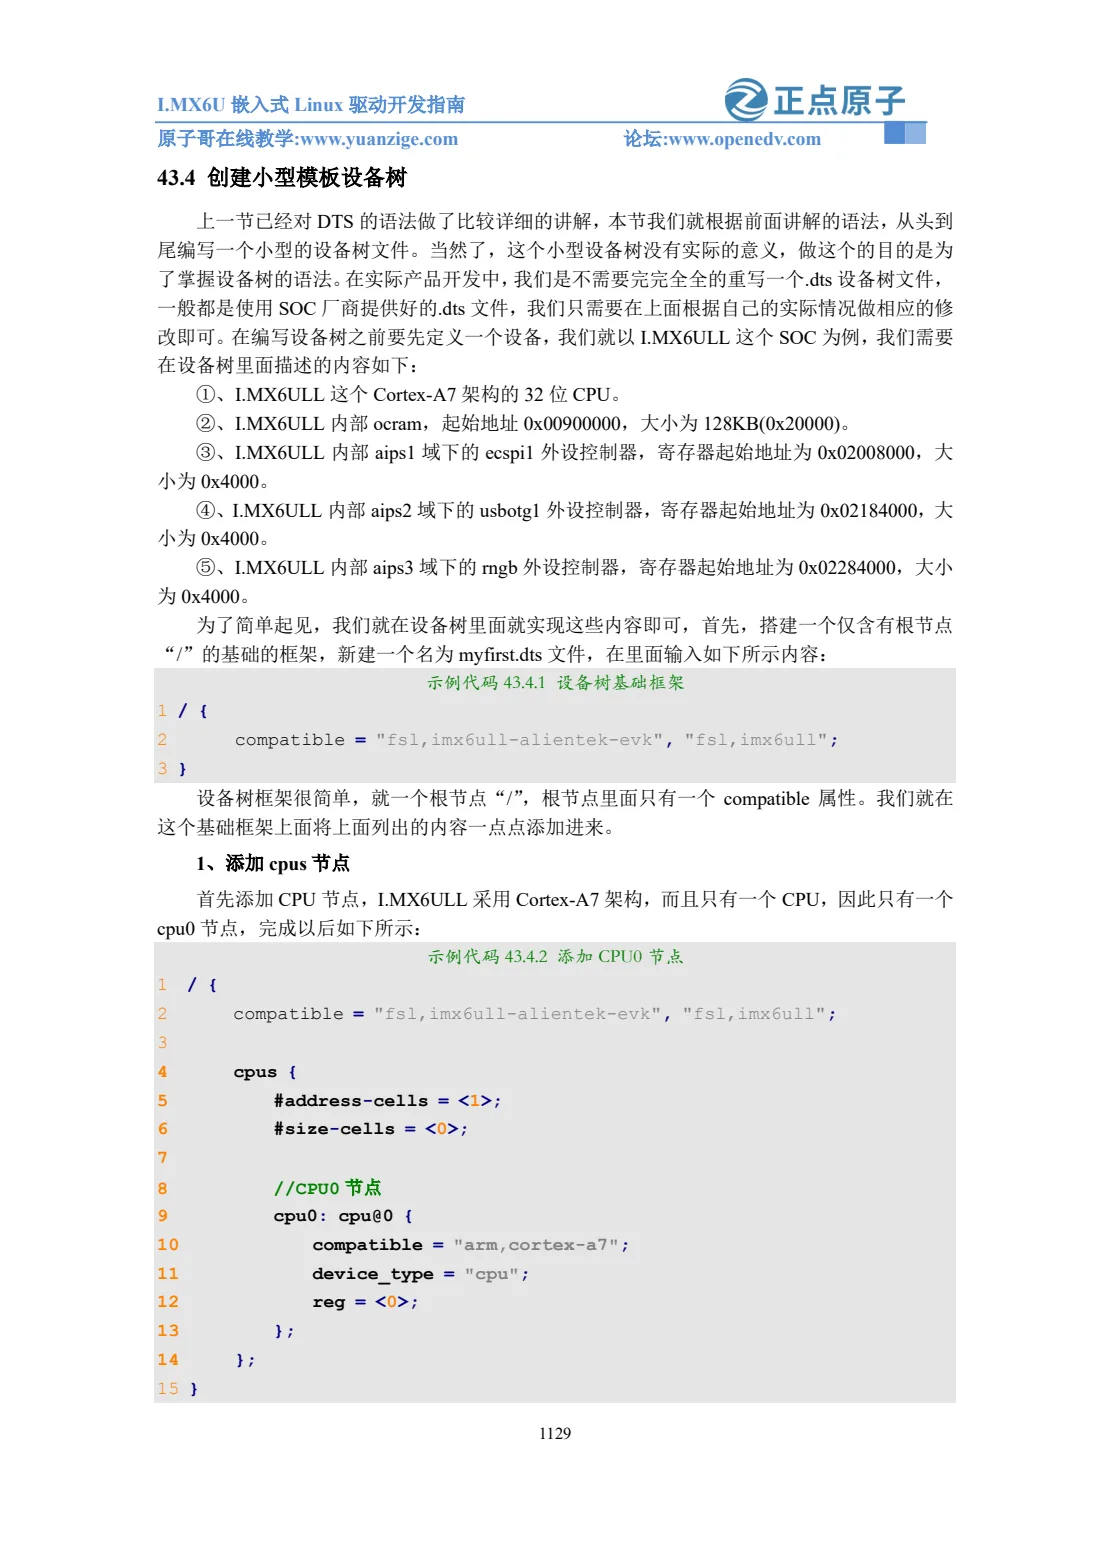 I.MX6U 嵌入式 Linux 驱动开发指南
正点原子
原子哥在线教学:www.yuanzige.com 论坛:www.openedv.com
43.4 创建小型模板设备树
上一节已经对 DTS 的语法做了比较详细的讲解，本节我们就根据前面讲解的语法，从头到
尾编写一个小型的设备树文件。当然了，这个小型设备树没有实际的意义，做这个的目的是为
了掌握设备树的语法。在实际产品开发中，我们是不需要完完全全的重写一个.dts 设备树文件，
一般都是使用 SOC 厂商提供好的.dts 文件，我们只需要在上面根据自己的实际情况做相应的修
改即可。在编写设备树之前要先定义一个设备，我们就以 I.MX6ULL 这个 SOC 为例，我们需要
在设备树里面描述的内容如下：
①、I.MX6ULL 这个 Cortex-A7 架构的 32 位 CPU。
②、I.MX6ULL 内部 ocram，起始地址 0x00900000，大小为 128KB(0x20000)。
③、I.MX6ULL 内部 aips1 域下的 ecspi1 外设控制器，寄存器起始地址为 0x02008000，大
小为 0x4000。
④、I.MX6ULL 内部 aips2 域下的 usbotg1 外设控制器，寄存器起始地址为 0x02184000，大
小为 0x4000。
⑤、I.MX6ULL 内部 aips3 域下的 rngb 外设控制器，寄存器起始地址为 0x02284000，大小
为 0x4000。
为了简单起见，我们就在设备树里面就实现这些内容即可，首先，搭建一个仅含有根节点
“/”的基础的框架，新建一个名为 myfirst.dts 文件，在里面输入如下所示内容：
示例代码 43.4.1 设备树基础框架
1 / {
2 compatible = "fsl,imx6ull-alientek-evk", "fsl,imx6ull";
3 }
设备树框架很简单，就一个根节点“/”，根节点里面只有一个 compatible 属性。我们就在
这个基础框架上面将上面列出的内容一点点添加进来。
1、添加 cpus 节点
首先添加 CPU 节点，I.MX6ULL 采用 Cortex-A7 架构，而且只有一个 CPU，因此只有一个
cpu0 节点，完成以后如下所示：
示例代码 43.4.2 添加 CPU0 节点
1 / {
2 compatible = "fsl,imx6ull-alientek-evk", "fsl,imx6ull";
3
4 cpus {
5 #address-cells = <1>;
6 #size-cells = <0>;
7
8 //CPU0 节点
9 cpu0: cpu@0 {
10 compatible = "arm,cortex-a7";
11 device_type = "cpu";
12 reg = <0>;
13 };
14 };
15 }
1129